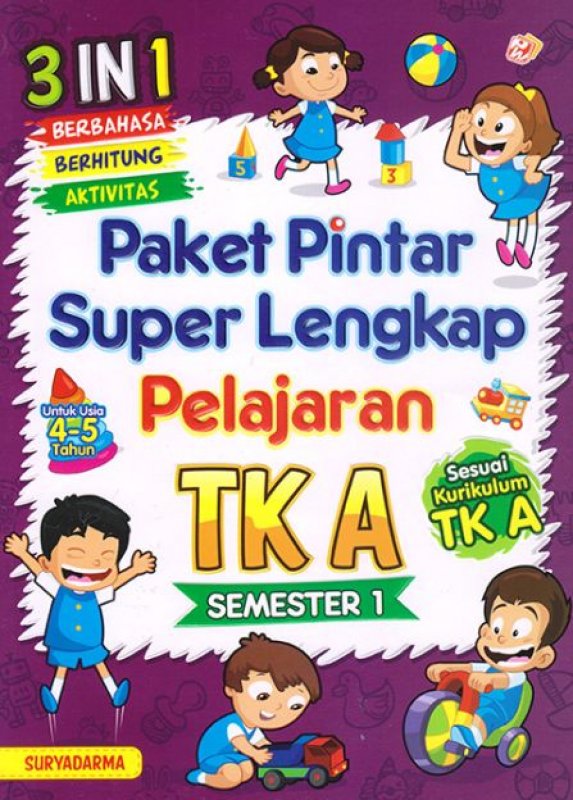 3 IN 1
BERBAHASA
BERHITUNG
AKTIVITAS
5
3
Paket Pintar
Super Lengkap
Pelajaran
Untuk Usia
4-5
Tahun
TK A
Sesuai
Kurikulum
TK A
SEMESTER 1
SURYADARMA